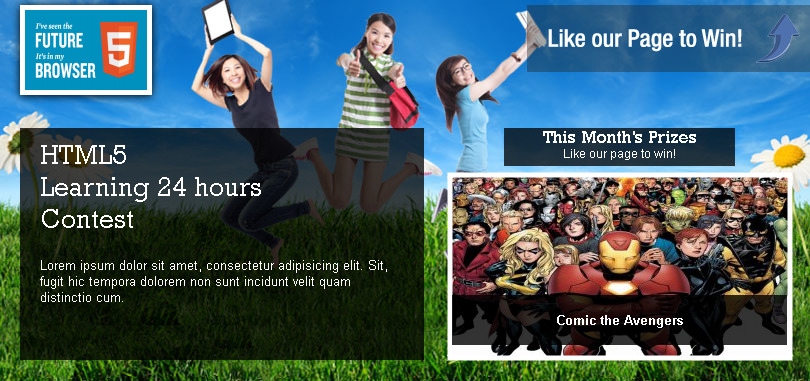 I've seen the
FUTURE
It's in my
BROWSER
5
Like our Page to Win!
HTML5
Learning 24 hours
Contest
Lorem ipsum dolor sit amet, consectetur adipisicing elit. Sit,
fugit hic tempora dolorem non sunt incidunt velit quam
distinctio cum.
This Month's Prizes
Like our page to win!
Comic the Avengers